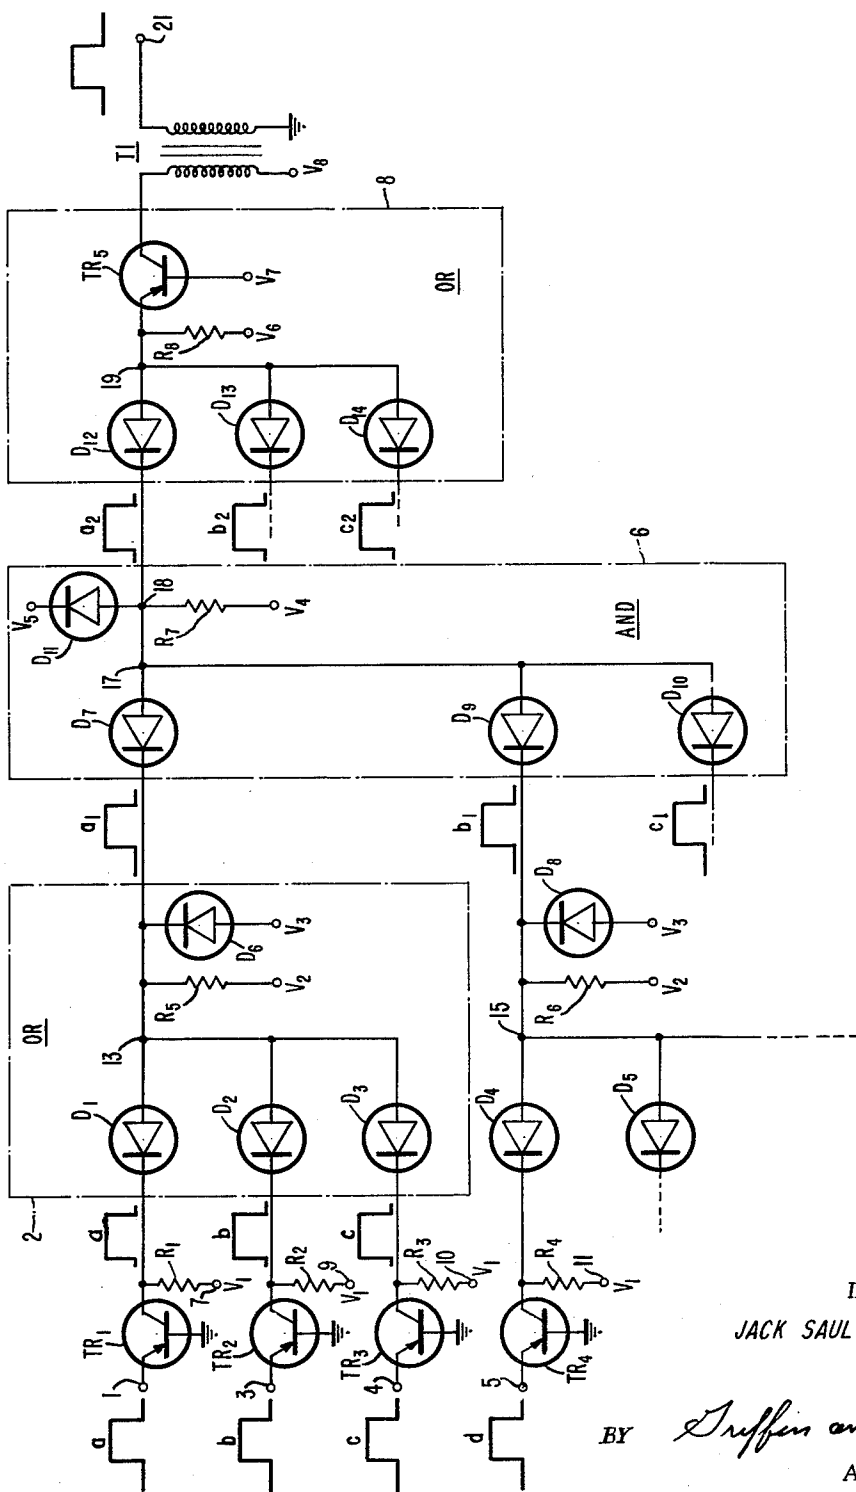 a
1
TR1
R1
7
V1
a
2
b
3
TR2
R2
9
V1
b
c
4
TR3
R3
10
V1
c
d
5
TR4
R4
11
V1
OR
D1
D2
D3
13
R5
V2
D6
V3
D4
D5
15
R6
V2
D8
V3
a1
b1
c1
D7
D9
D10
17
18
D11
V5
R7
V4
AND
6
a2
b2
c2
D12
D13
D14
19
R8
V6
TR5
V7
OR
8
T1
V8
21
JACK SAUL
BY Griffin an
A